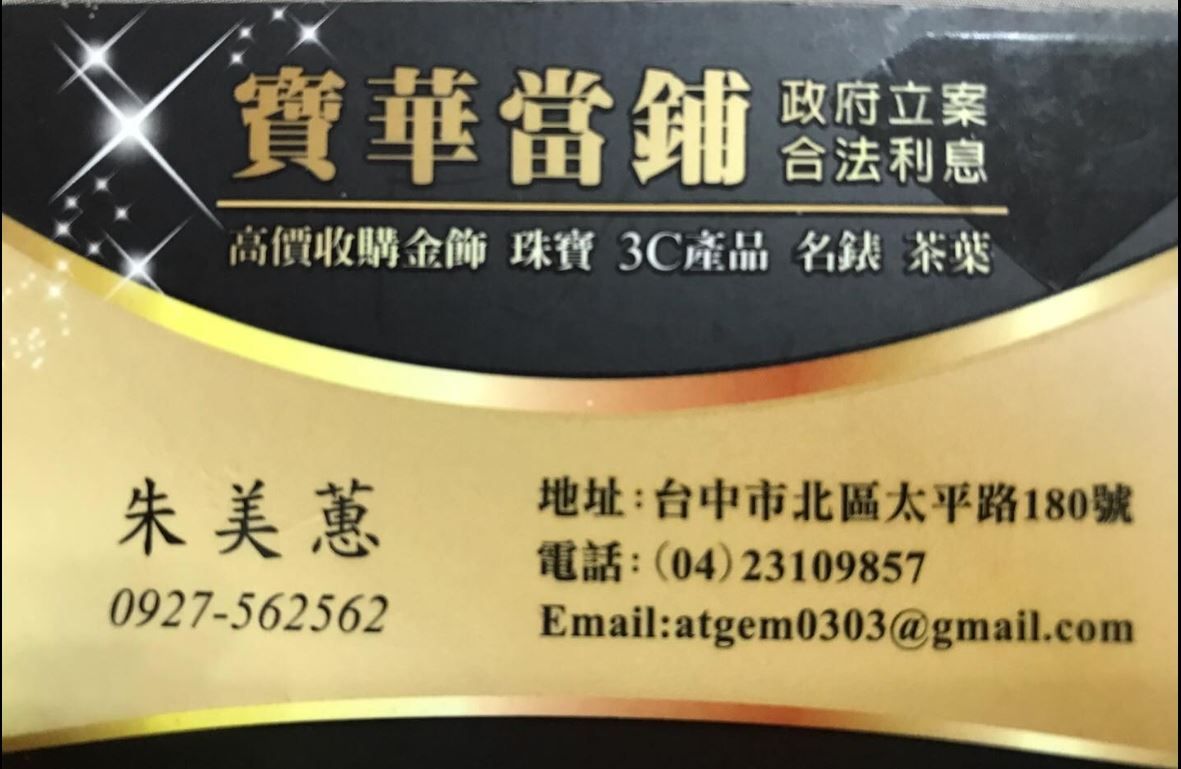 寶華當鋪 政府立案
合法利息
高價收購金飾 珠寶 3C產品 名錶 茶葉
朱美蕙
0927-562562
地址:台中市北區太平路180號
電話:(04)23109857
Email:atgem0303@gmail.com